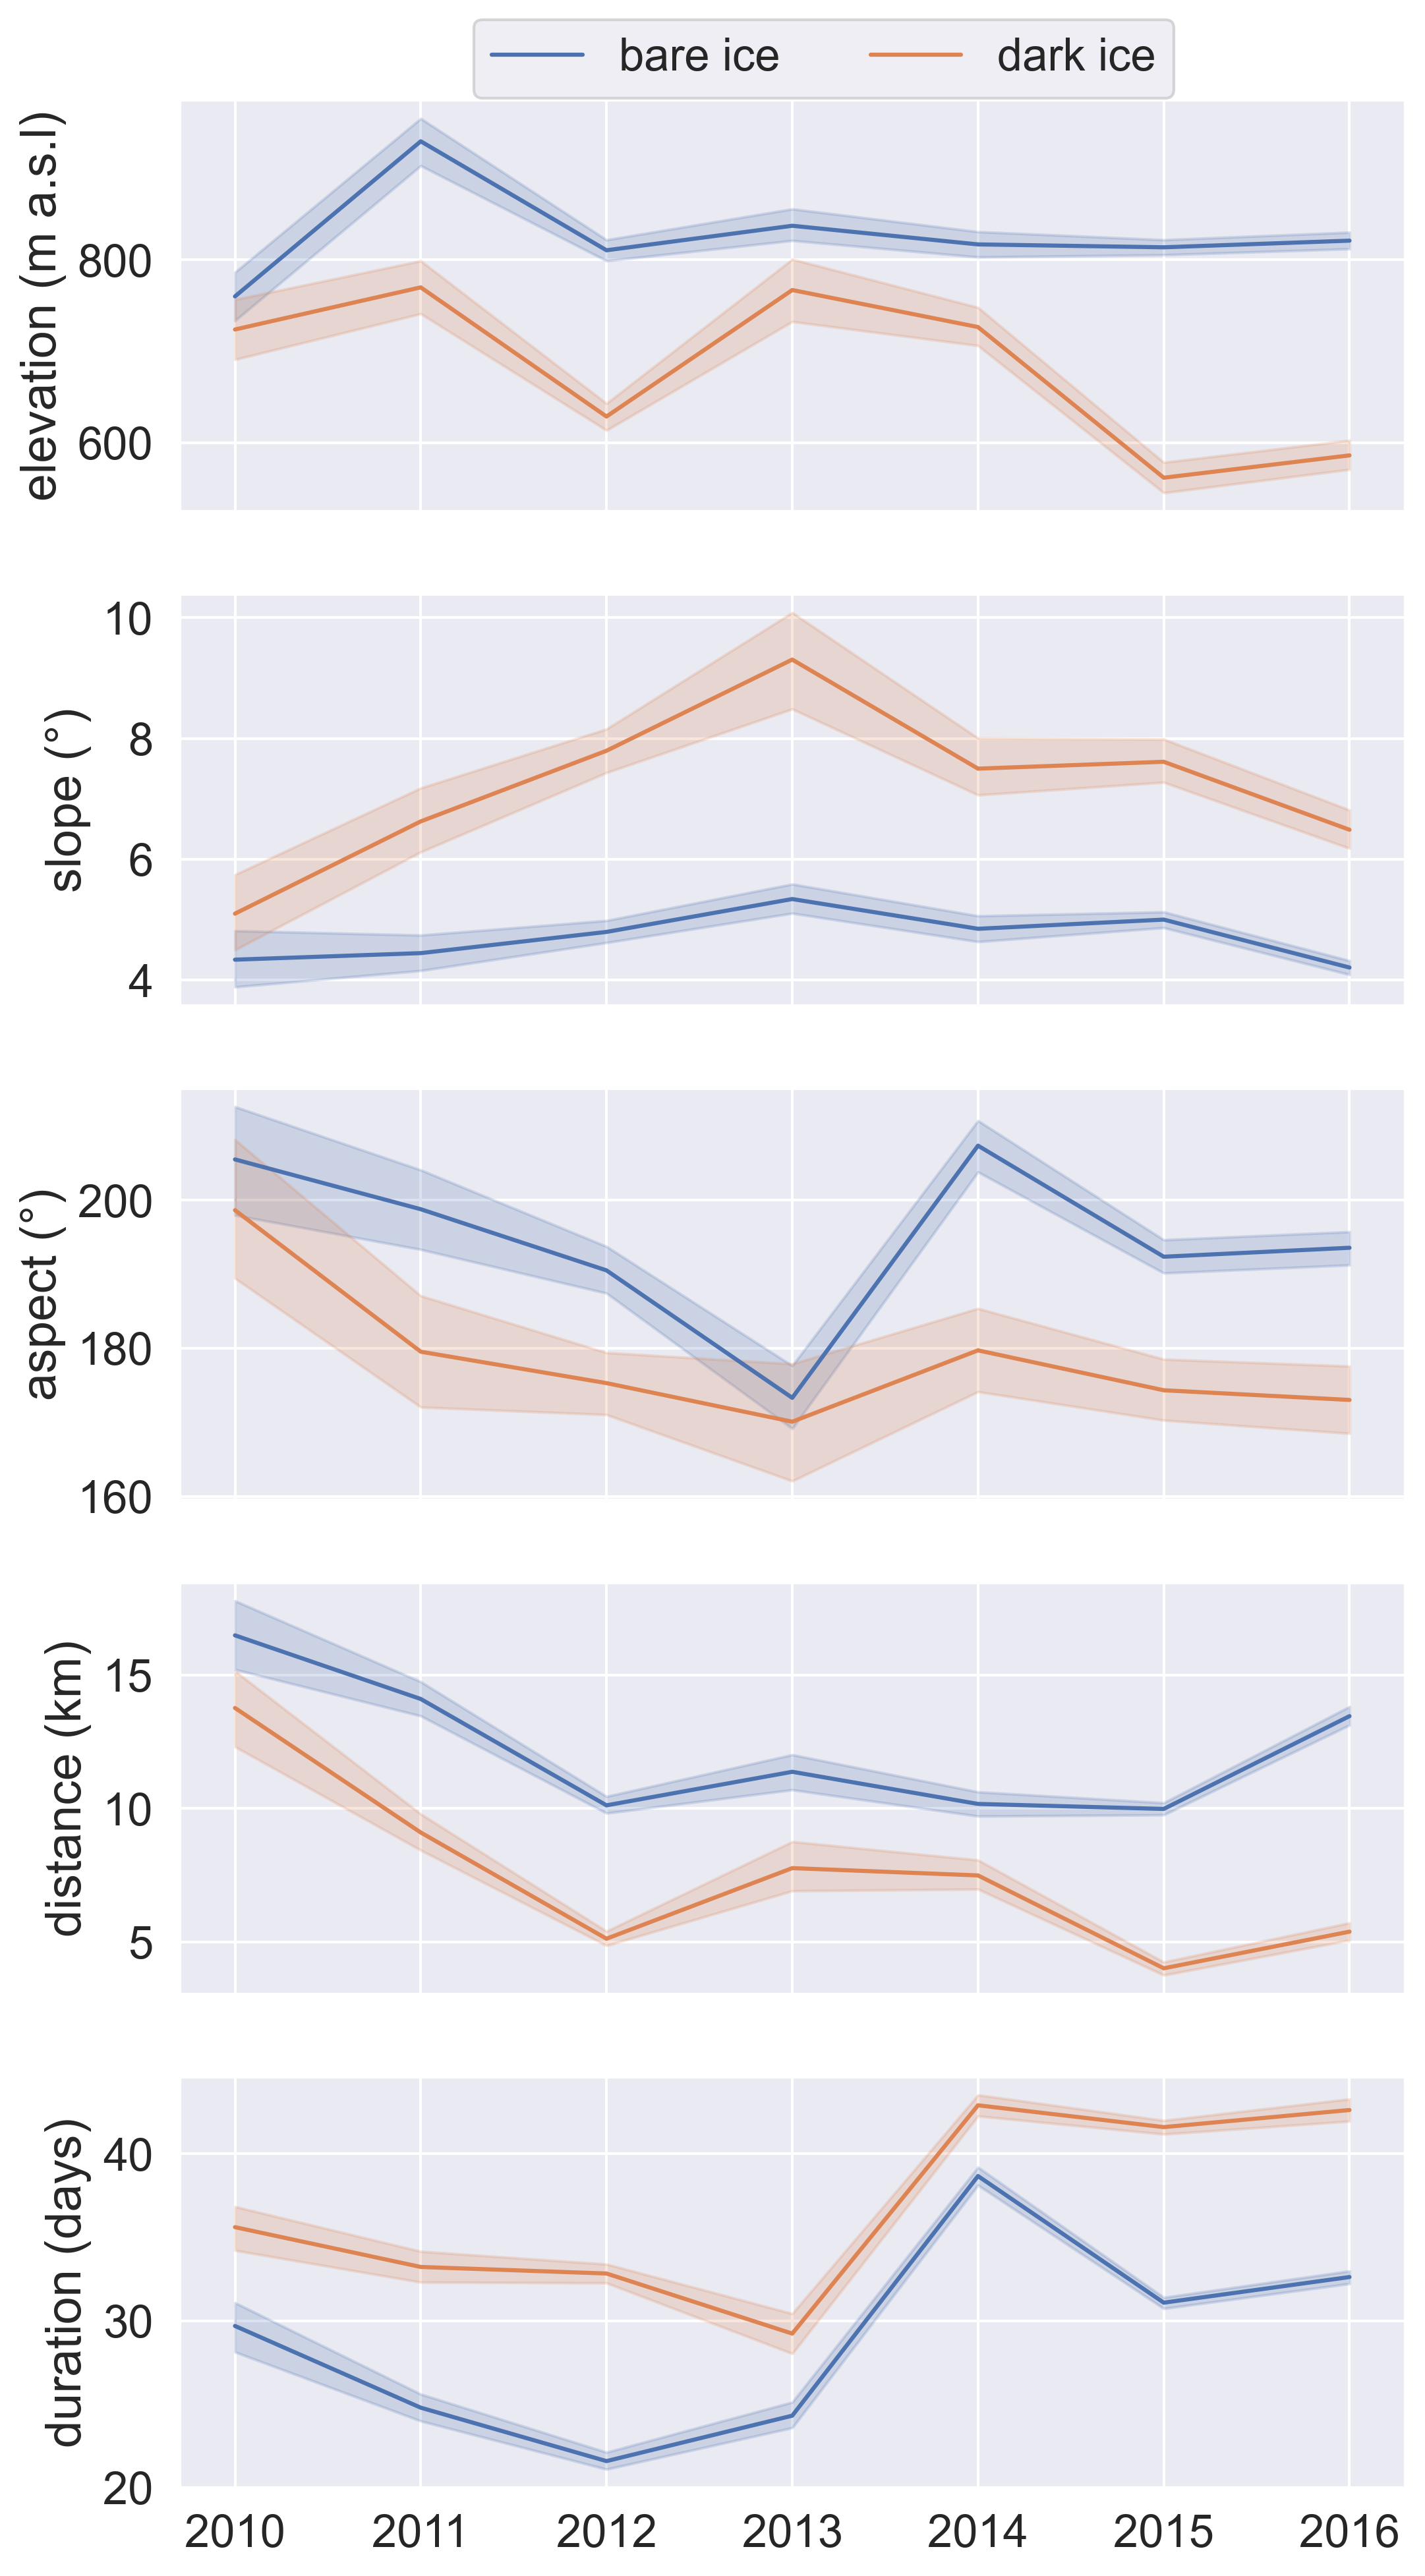 bare ice dark ice
elevation (m a.s.l)
800
600
slope (°)
10
8
6
4
aspect (°)
200
180
160
distance (km)
15
10
5
duration (days)
40
30
20
2010 2011 2012 2013 2014 2015 2016